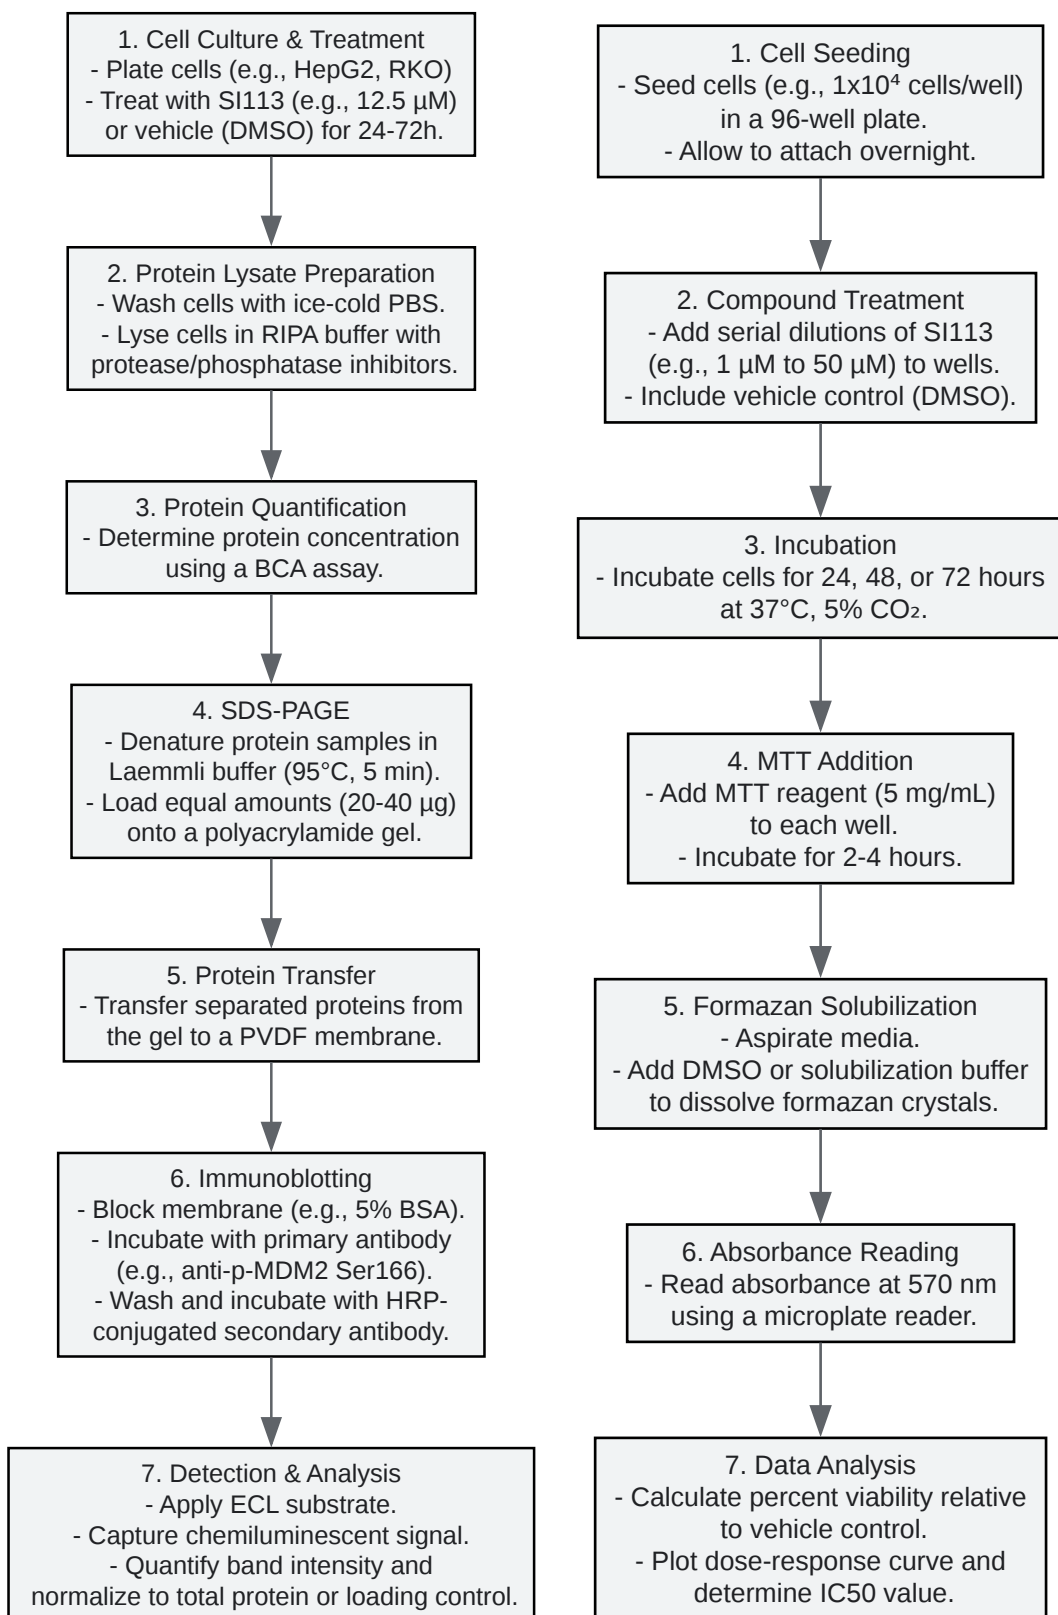 1. Cell Culture & Treatment
- Plate cells (e.g., HepG2, RKO)
- Treat with SI113 (e.g., 12.5 µM)
or vehicle (DMSO) for 24-72h.
2. Protein Lysate Preparation
- Wash cells with ice-cold PBS.
- Lyse cells in RIPA buffer with
protease/phosphatase inhibitors.
3. Protein Quantification
- Determine protein concentration
using a BCA assay.
4. SDS-PAGE
- Denature protein samples in
Laemmli buffer (95°C, 5 min).
- Load equal amounts (20-40 µg)
onto a polyacrylamide gel.
5. Protein Transfer
- Transfer separated proteins from
the gel to a PVDF membrane.
6. Immunoblotting
- Block membrane (e.g., 5% BSA).
- Incubate with primary antibody
(e.g., anti-p-MDM2 Ser166).
- Wash and incubate with HRP-
conjugated secondary antibody.
7. Detection & Analysis
- Apply ECL substrate.
- Capture chemiluminescent signal.
- Quantify band intensity and
normalize to total protein or loading control.
1. Cell Seeding
- Seed cells (e.g., 1x10⁴ cells/well)
in a 96-well plate.
- Allow to attach overnight.
2. Compound Treatment
- Add serial dilutions of SI113
(e.g., 1 µM to 50 µM) to wells.
- Include vehicle control (DMSO).
3. Incubation
- Incubate cells for 24, 48, or 72 hours
at 37°C, 5% CO₂.
4. MTT Addition
- Add MTT reagent (5 mg/mL)
to each well.
- Incubate for 2-4 hours.
5. Formazan Solubilization
- Aspirate media.
- Add DMSO or solubilization buffer
to dissolve formazan crystals.
6. Absorbance Reading
- Read absorbance at 570 nm
using a microplate reader.
7. Data Analysis
- Calculate percent viability relative
to vehicle control.
- Plot dose-response curve and
determine IC50 value.